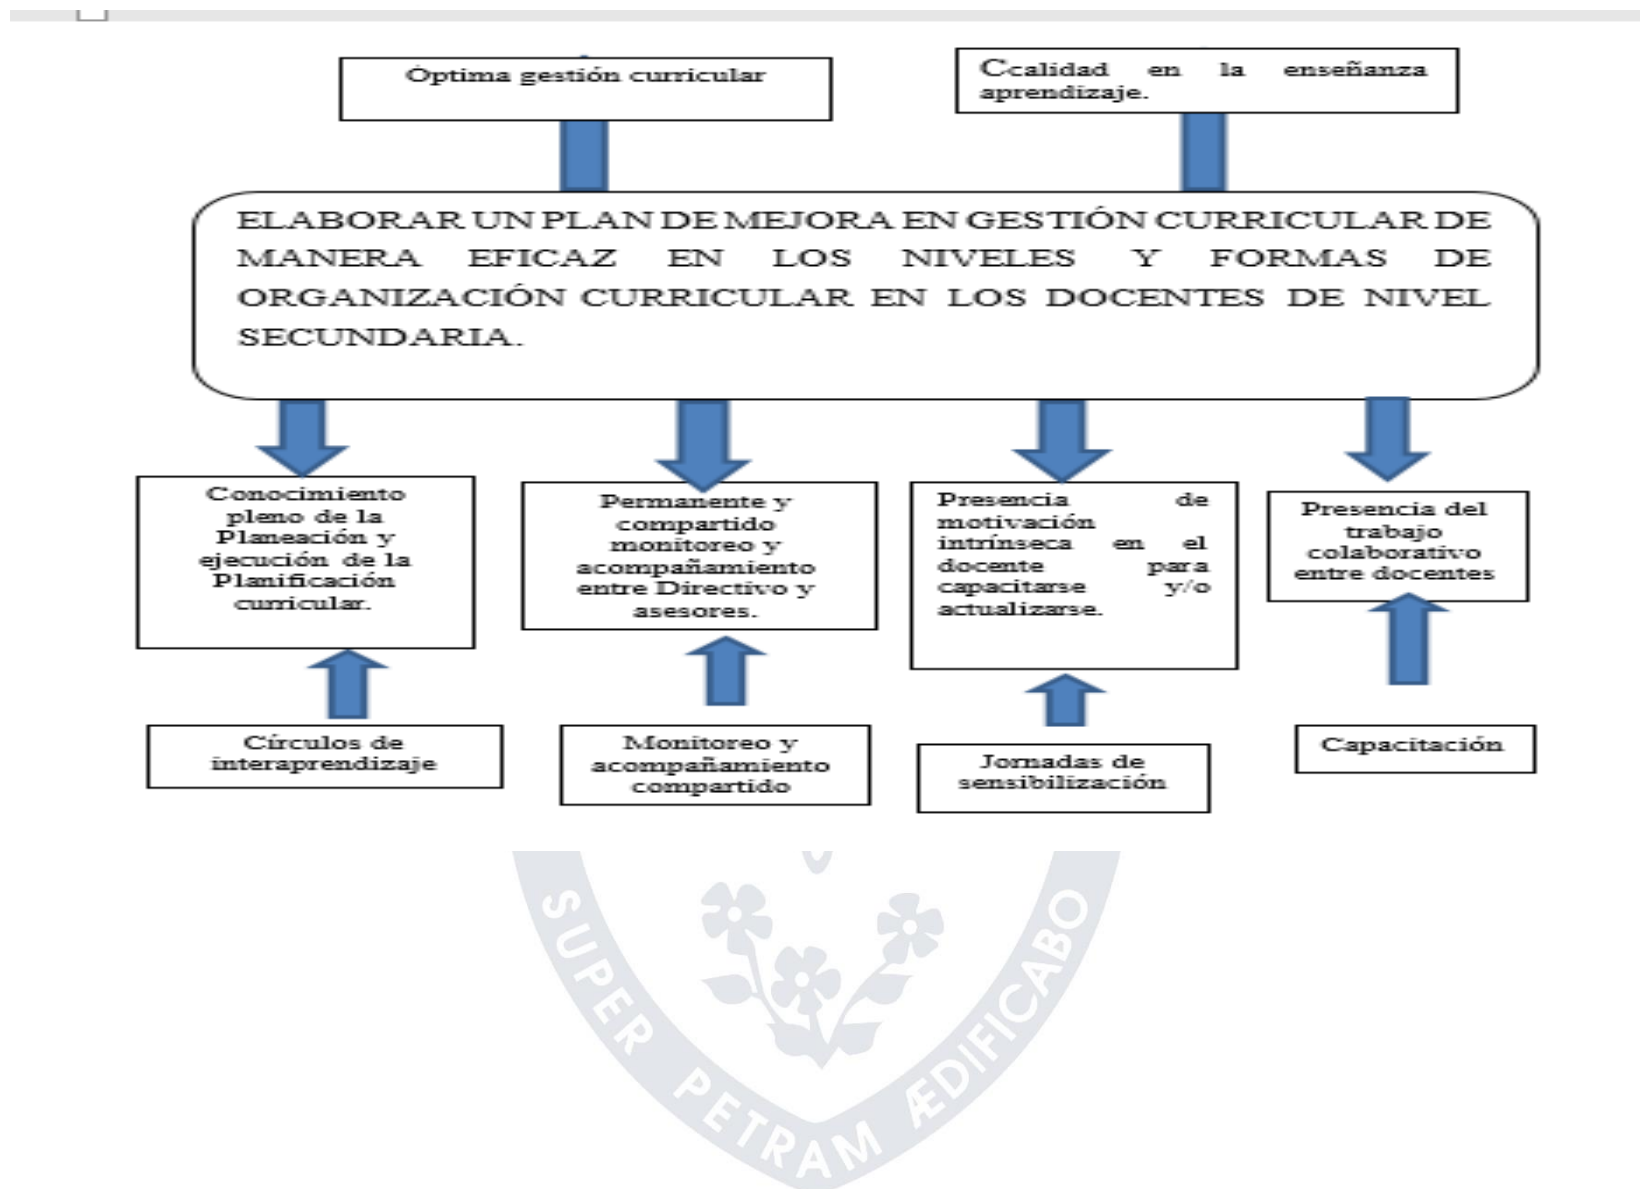 Óptima gestión curricular
Ccalidad en la enseñanza
aprendizaje.
ELABORAR UN PLAN DE MEJORA EN GESTIÓN CURRICULAR DE
MANERA EFICAZ EN LOS NIVELES Y FORMAS DE
ORGANIZACIÓN CURRICULAR EN LOS DOCENTES DE NIVEL
SECUNDARIA.
Conocimiento
pleno de la
Planeación y
ejecución de la
Planificación
curricular.
Permanente y
compartido
monitoreo y
acompañamiento
entre Directivo y
asesores.
Presencia de
motivación
intrínseca en el
docente para
capacitarse y/o
actualizarse.
Presencia del
trabajo
colaborativo
entre docentes
Círculos de
interaprendizaje
Monitoreo y
acompañamiento
compartido
Jornadas de
sensibilización
Capacitación
SUPER PETRAM ÆDIFICABO